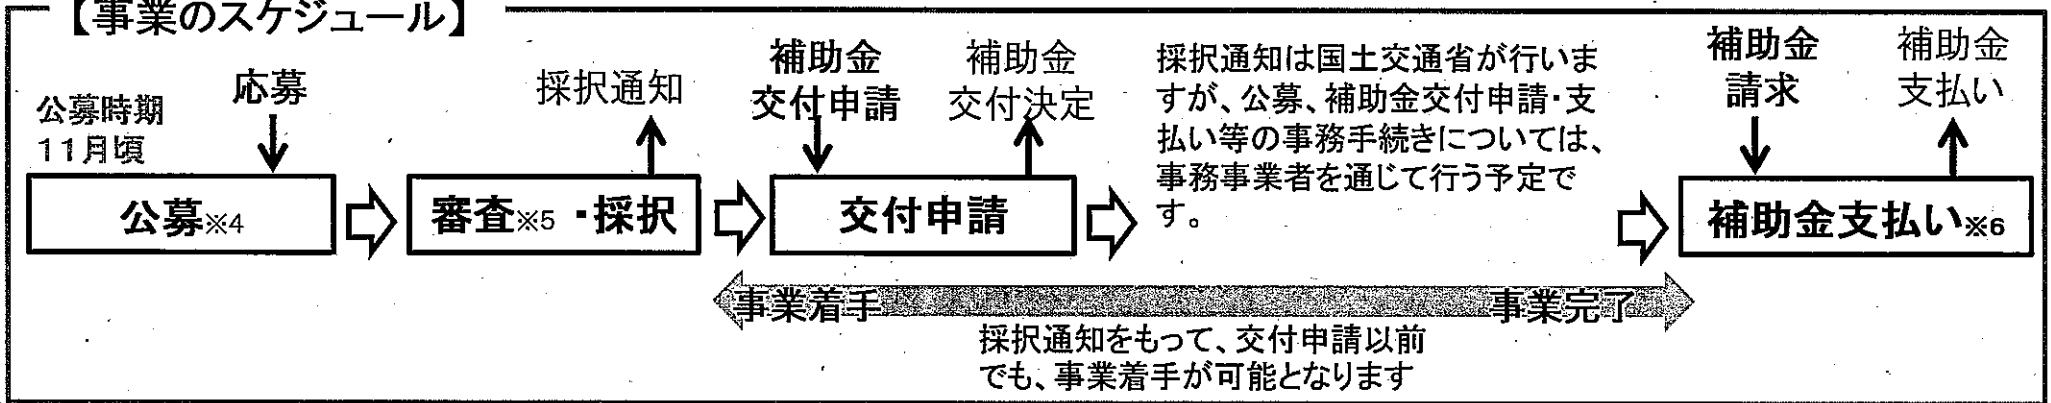 【事業のスケジュール】
公募時期
11月頃
応募
公募※4
採択通知
審査※5・採択
補助金
交付申請
補助金
交付決定
交付申請
採択通知は国土交通省が行いま
すが、公募、補助金交付申請・支
払い等の事務手続きについては、
事務事業者を通じて行う予定で
す。
補助金
請求
補助金
支払い
補助金支払い※6
事業着手
事業完了
採択通知をもって、交付申請以前
でも、事業着手が可能となります